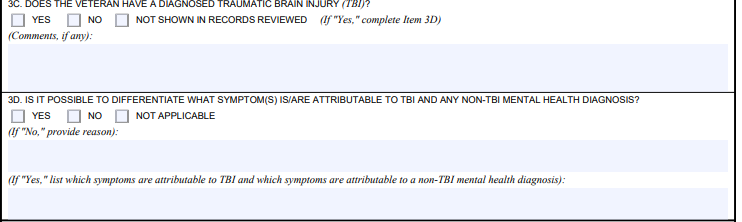 3C. DOES THE VETERAN HAVE A DIAGNOSED TRAUMATIC BRAIN INJURY (TBI)?
YES NO NOT SHOWN IN RECORDS REVIEWED (If "Yes," complete Item 3D)
(Comments, if any):
3D. IS IT POSSIBLE TO DIFFERENTIATE WHAT SYMPTOM(S) IS/ARE ATTRIBUTABLE TO TBI AND ANY NON-TBI MENTAL HEALTH DIAGNOSIS?
YES NO NOT APPLICABLE
(If "No," provide reason):
(If "Yes," list which symptoms are attributable to TBI and which symptoms are attributable to a non-TBI mental health diagnosis):